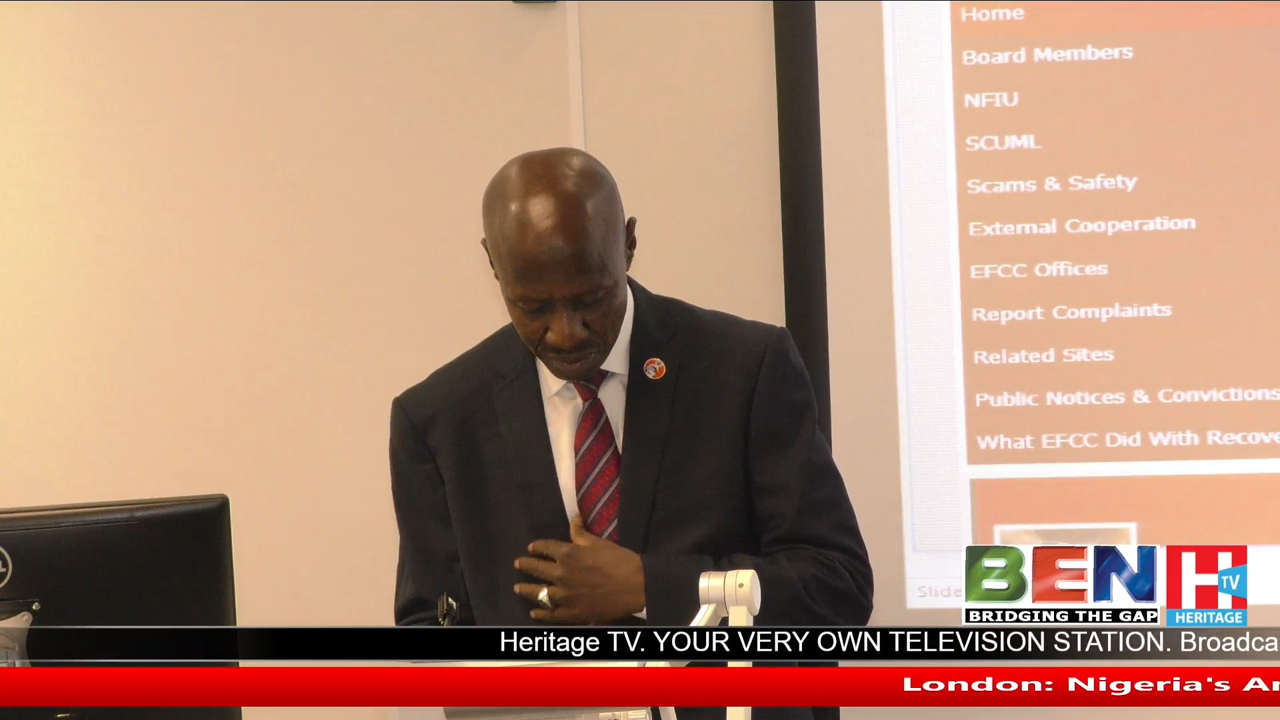 Home
Board Members
NFIU
SCUML
Scams & Safety
External Cooperation
EFCC Offices
Report Complaints
Related Sites
Public Notices & Convictions
What EFCC Did With
Slide
BEN
BRIDGING THE GAP
H TV
HERITAGE
Heritage TV. YOUR VERY OWN TELEVISION STATION.
London: Nigeria's